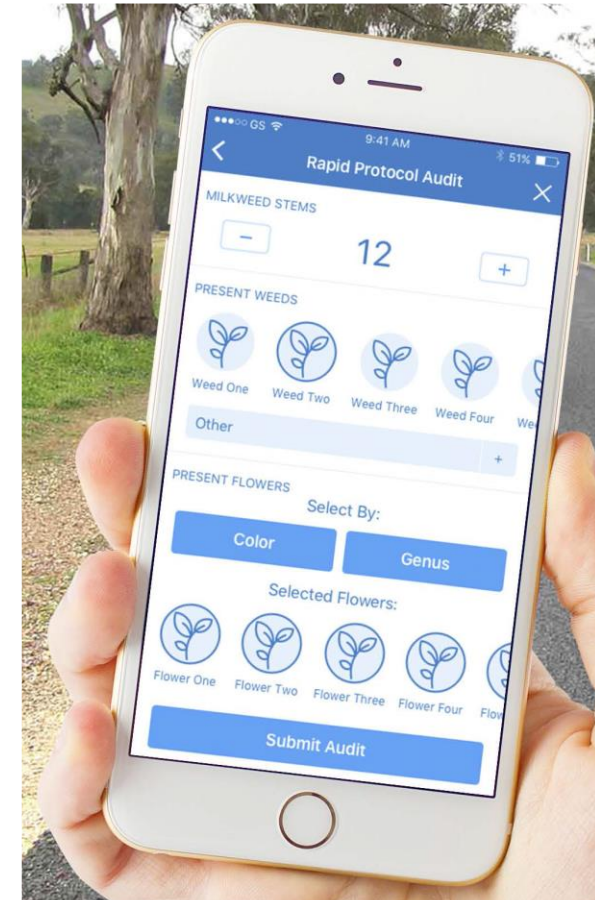 GS 9:41 AM 51%
Rapid Protocol Audit
MILKWEED STEMS
12
PRESENT WEEDS
Weed One Weed Two Weed Three Weed Four
Other
PRESENT FLOWERS
Select By:
Color Genus
Selected Flowers:
Flower One Flower Two Flower Three Flower Four
Submit Audit